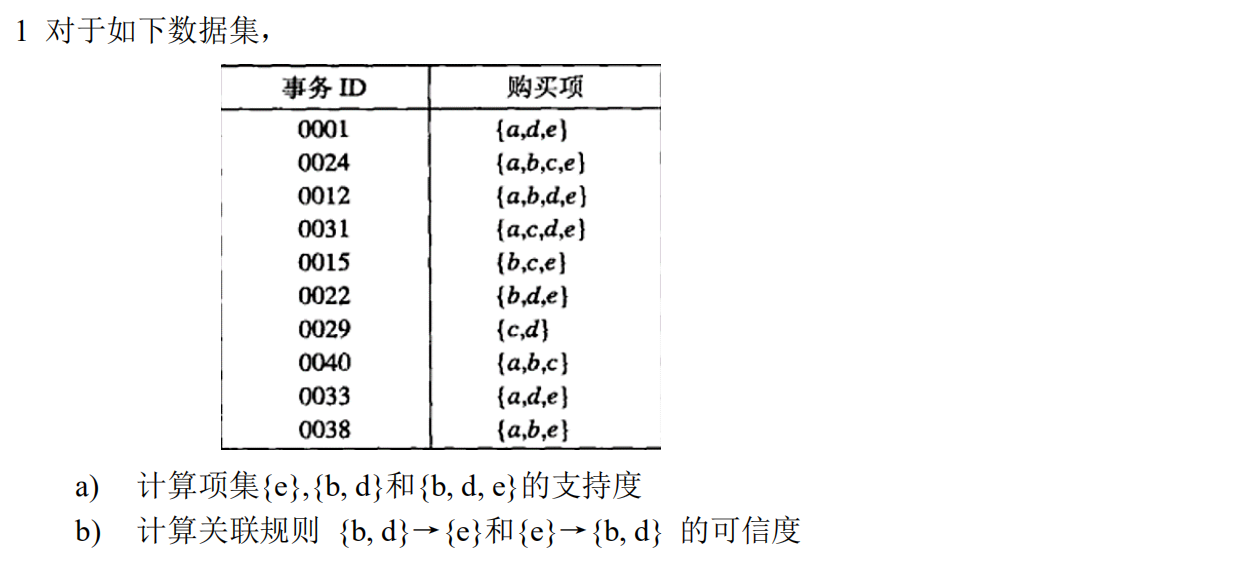 1 对于如下数据集，
事务 ID 购买项
0001 {a,d,e}
0024 {a,b,c,e}
0012 {a,b,d,e}
0031 {a,c,d,e}
0015 {b,c,e}
0022 {b,d,e}
0029 {c,d}
0040 {a,b,c}
0033 {a,d,e}
0038 {a,b,e}
a) 计算项集{e},{b, d}和{b, d, e}的支持度
b) 计算关联规则 {b, d}→{e}和{e}→{b, d} 的可信度